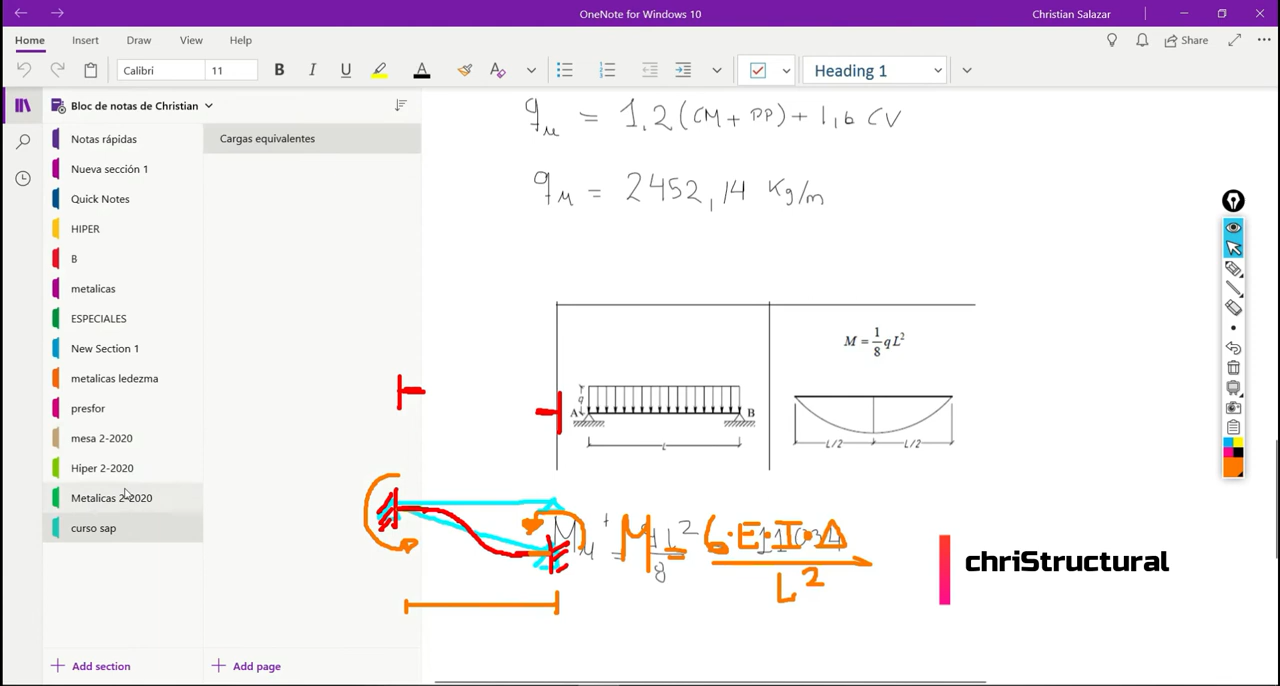 OneNote for Windows 10
Christian Salazar
Home Insert Draw View Help
Share
Calibri 11 B I U A A Heading 1
Bloc de notas de Christian
Notas rápidas
Nueva sección 1
Quick Notes
HIPER
B
metalicas
ESPECIALES
New Section 1
metalicas ledezma
presfor
mesa 2-2020
Hiper 2-2020
Metalicas 2-2020
curso sap
Add section
Cargas equivalentes
Add page
qu = 1,2 (CM + PP) + 1,6 CV
qu = 2452,14 Kg/m
M = 1/8 qL²
q
A B
L
L/2 L/2
M = 6·E·I·Δ / L²
chriStructural